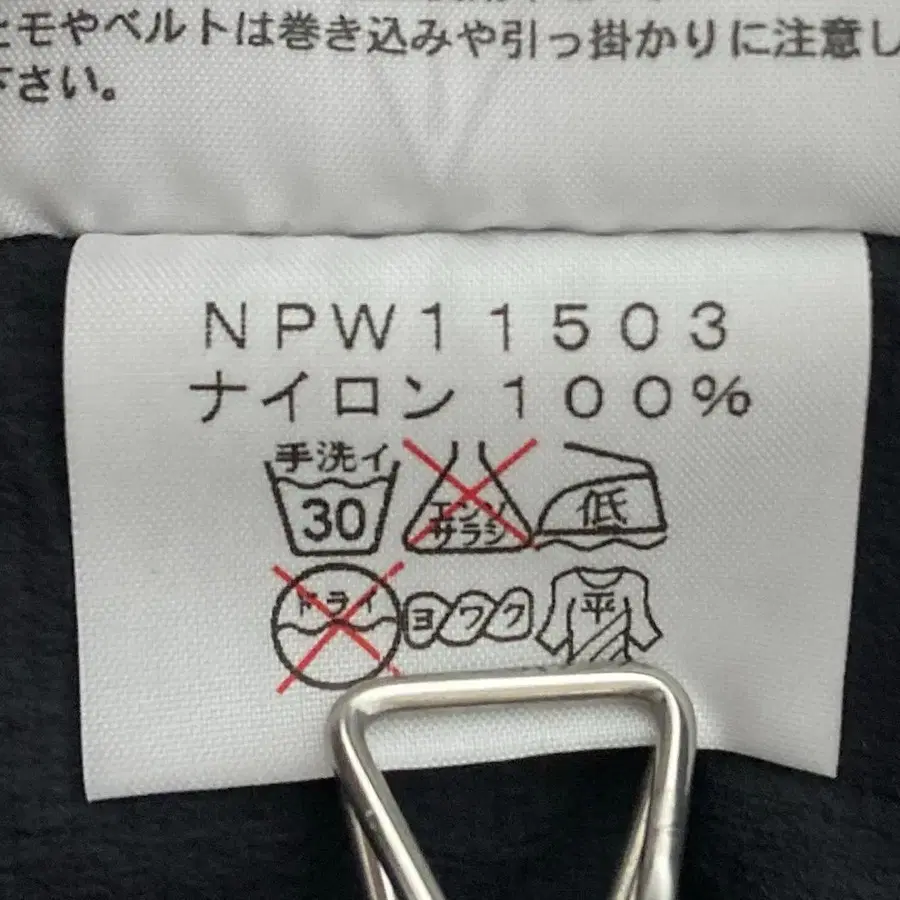 ヒモやベルトは巻き込みや引っ掛かりに注意し
下さい。
NPW11503
ナイロン 100%
手洗イ
30
エンソ
サラシ
低
ドライ
ヨワク
平